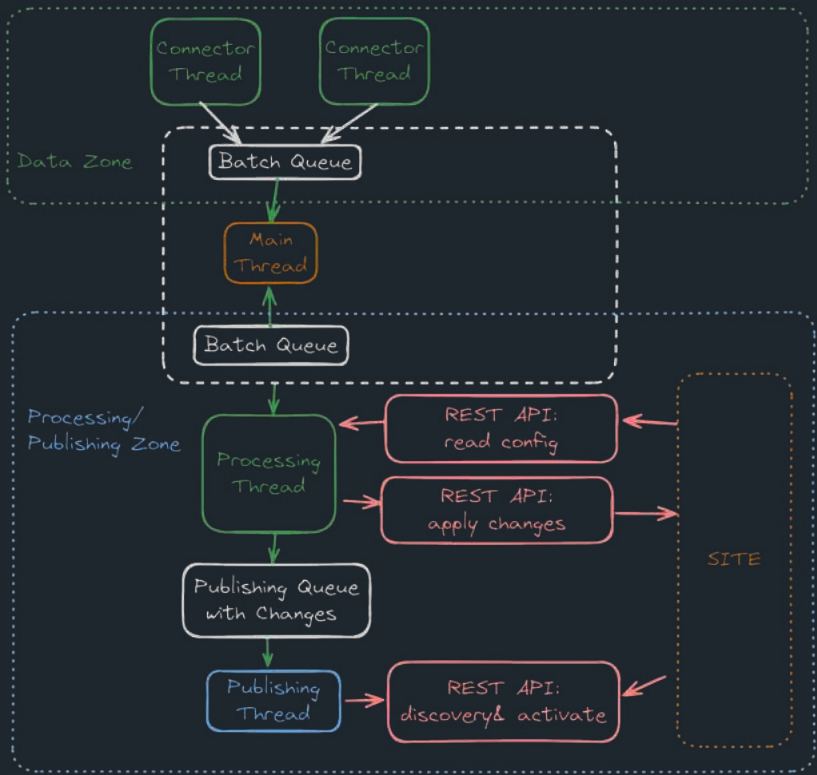 Connector
Thread
Connector
Thread
Data Zone
Batch Queue
Main
Thread
Batch Queue
Processing/
Publishing Zone
REST API:
read config
Processing
Thread
REST API:
apply changes
SITE
Publishing Queue
with Changes
Publishing
Thread
REST API:
discovery& activate